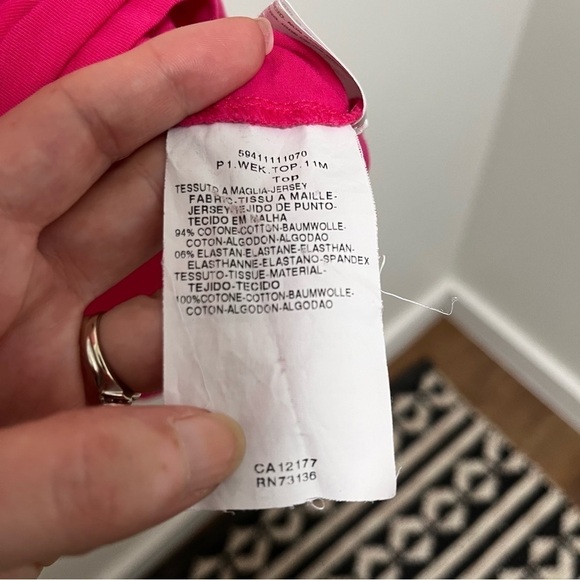 59411111070
P1.WEK.TOP.11M
Top
TESSUTO A MAGLIA-JERSEY
FABRIC-TISSU A MAILLE-
JERSEY-TEJIDO DE PUNTO-
TECIDO EM MALHA
94% COTONE-COTTON-BAUMWOLLE-
COTON-ALGODON-ALGODAO
06% ELASTAN-ELASTANE-ELASTHAN-
ELASTHANNE-ELASTANO-SPANDEX
TESSUTO-TISSUE-MATERIAL-
TEJIDO-TECIDO
100%COTONE-COTTON-BAUMWOLLE-
COTON-ALGODON-ALGODAO
CA12177
RN73136